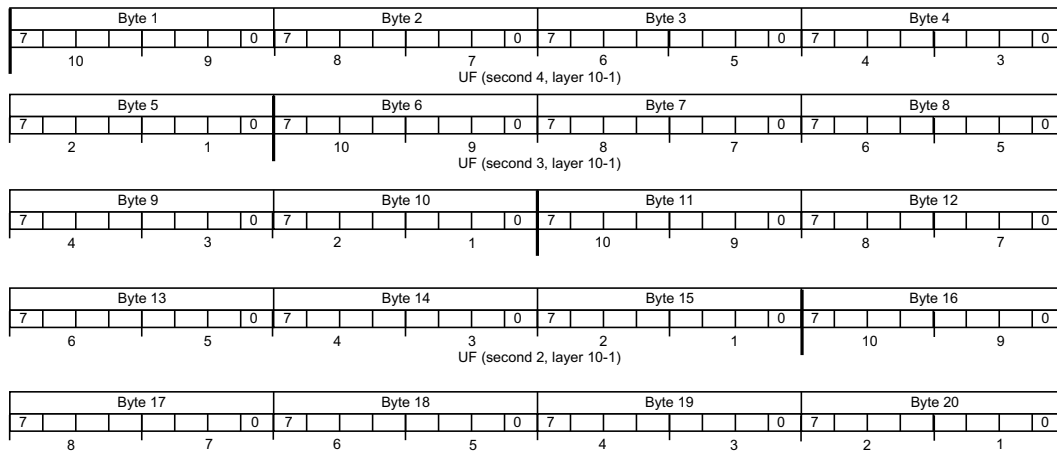 Byte 1 Byte 2 Byte 3 Byte 4
7 0 7 0 7 0 7 0
10 9 8 7 6 5 4 3
UF (second 4, layer 10-1)
Byte 5 Byte 6 Byte 7 Byte 8
7 0 7 0 7 0 7 0
2 1 10 9 8 7 6 5
UF (second 3, layer 10-1)
Byte 9 Byte 10 Byte 11 Byte 12
7 0 7 0 7 0 7 0
4 3 2 1 10 9 8 7
Byte 13 Byte 14 Byte 15 Byte 16
7 0 7 0 7 0 7 0
6 5 4 3 2 1 10 9
UF (second 2, layer 10-1)
Byte 17 Byte 18 Byte 19 Byte 20
7 0 7 0 7 0 7 0
8 7 6 5 4 3 2 1